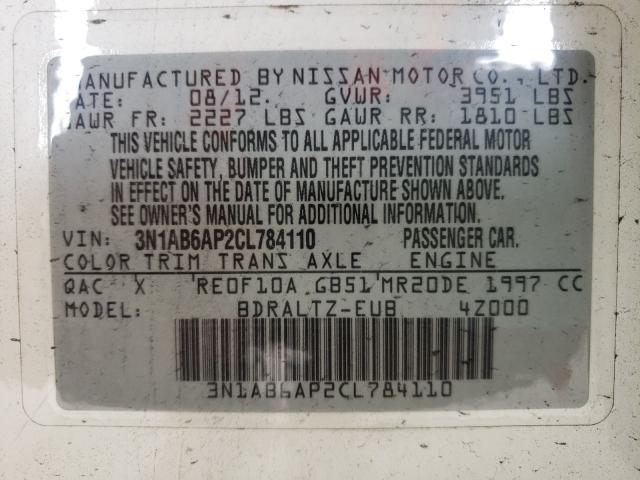 MANUFACTURED BY NISSAN MOTOR CO., LTD.
DATE: 08/12. GVWR: 3951 LBS
GAWR FR: 2227 LBS GAWR RR: 1810 LBS
THIS VEHICLE CONFORMS TO ALL APPLICABLE FEDERAL MOTOR
VEHICLE SAFETY, BUMPER AND THEFT PREVENTION STANDARDS
IN EFFECT ON THE DATE OF MANUFACTURE SHOWN ABOVE.
SEE OWNER'S MANUAL FOR ADDITIONAL INFORMATION.
VIN: 3N1AB6AP2CL784110 PASSENGER CAR.
COLOR TRIM TRANS AXLE ENGINE
QAC X RE0F10A GB51 MR20DE 1997 CC
MODEL: BDRALTZ-EUB 4Z000
3N1AB6AP2CL784110